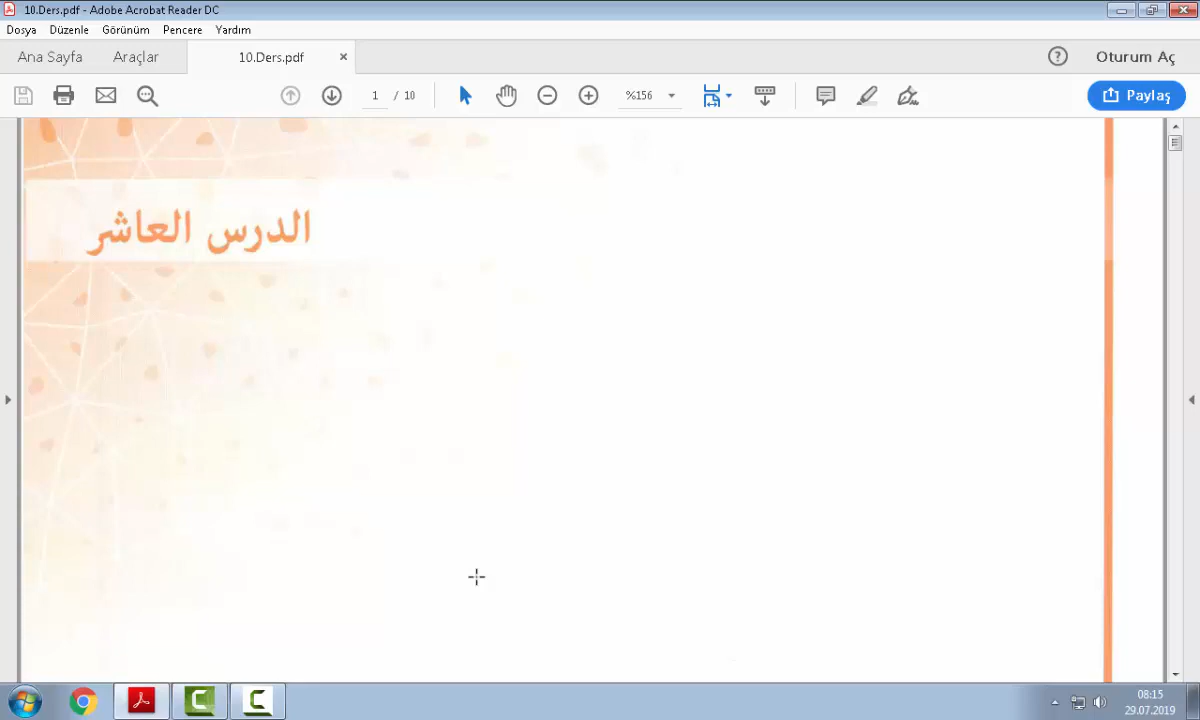 10.Ders.pdf - Adobe Acrobat Reader DC
Dosya Düzenle Görünüm Pencere Yardım
Ana Sayfa Araçlar 10.Ders.pdf Oturum Aç
1 / 10 %156 Paylaş
الدرس العاشر
08:15
29.07.2019